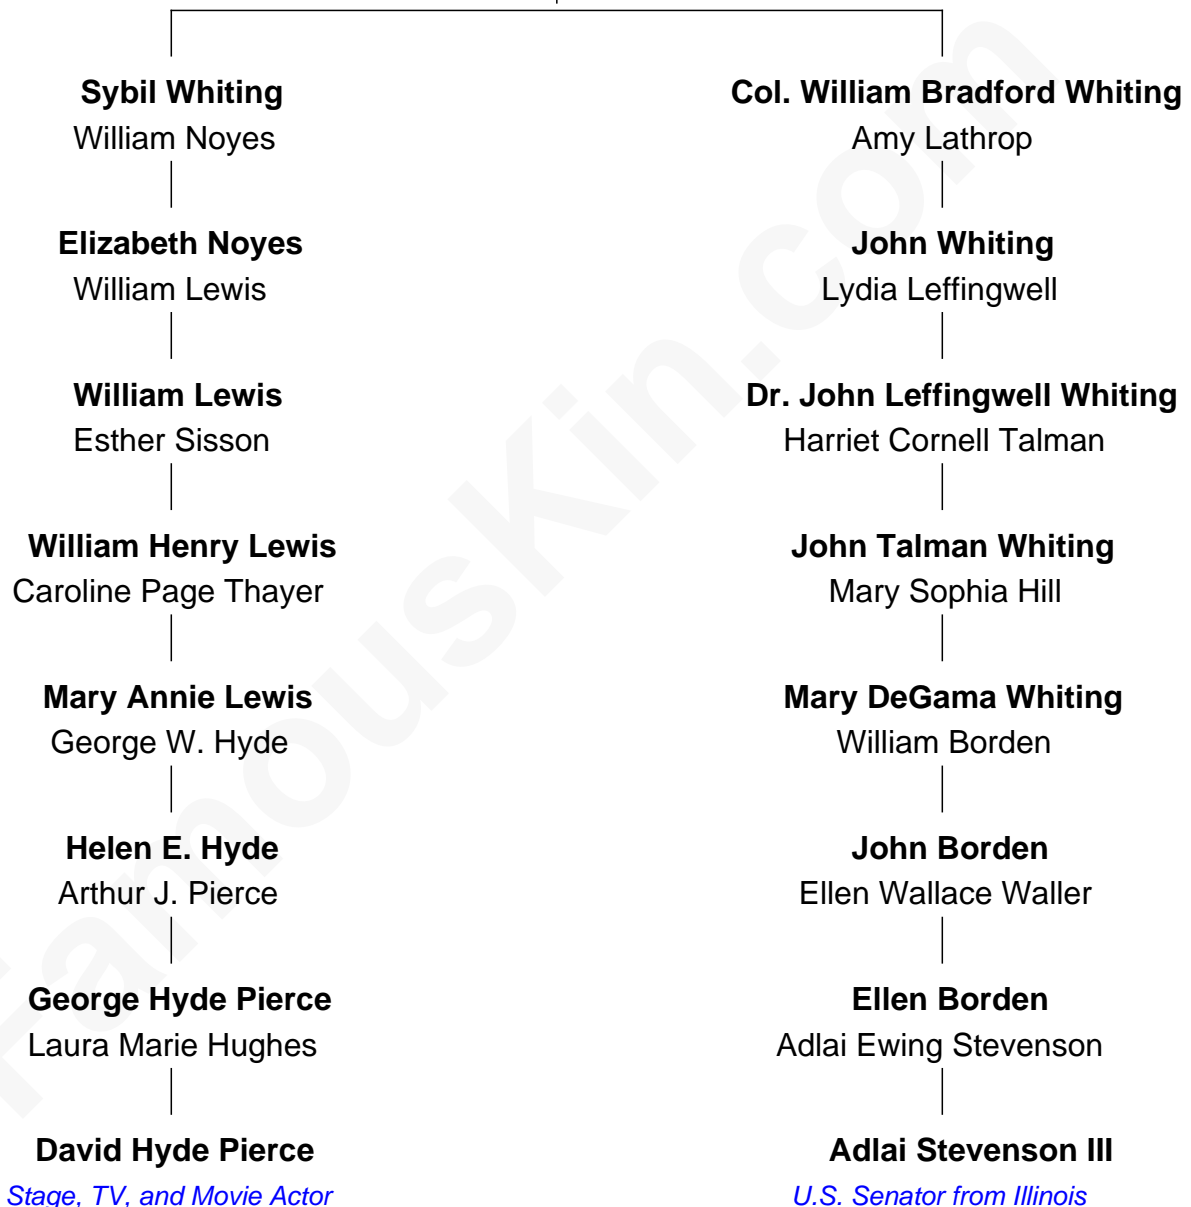 Sybil Whiting
William Noyes
Elizabeth Noyes
William Lewis
William Lewis
Esther Sisson
William Henry Lewis
Caroline Page Thayer
Mary Annie Lewis
George W. Hyde
Helen E. Hyde
Arthur J. Pierce
George Hyde Pierce
Laura Marie Hughes
David Hyde Pierce
Stage, TV, and Movie Actor
Col. William Bradford Whiting
Amy Lathrop
John Whiting
Lydia Leffingwell
Dr. John Leffingwell Whiting
Harriet Cornell Talman
John Talman Whiting
Mary Sophia Hill
Mary DeGama Whiting
William Borden
John Borden
Ellen Wallace Waller
Ellen Borden
Adlai Ewing Stevenson
Adlai Stevenson III
U.S. Senator from Illinois
FamousKin.com